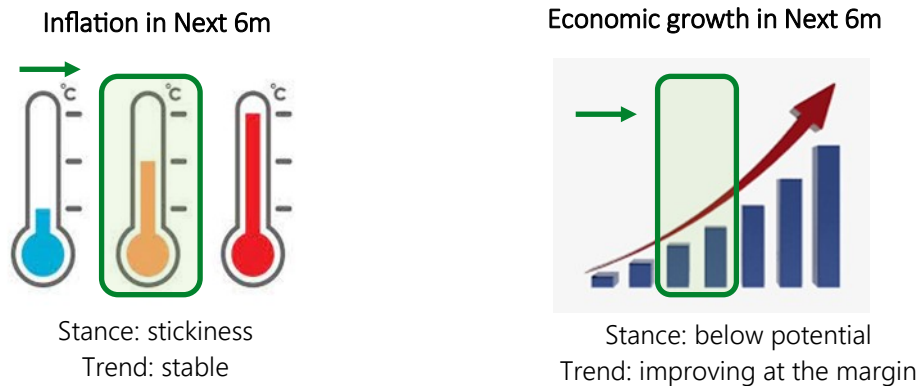 Inflation in Next 6m
°C
°C
°C
Stance: stickiness
Trend: stable
Economic growth in Next 6m
Stance: below potential
Trend: improving at the margin